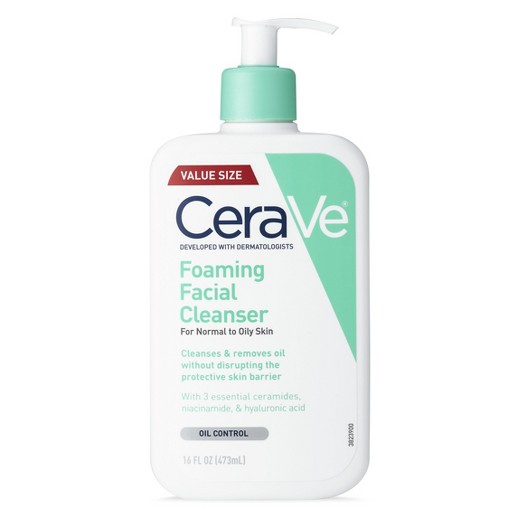 VALUE SIZE
CeraVe®
DEVELOPED WITH DERMATOLOGISTS
Foaming
Facial
Cleanser
For Normal to Oily Skin
Cleanses & removes oil
without disrupting the
protective skin barrier
With 3 essential ceramides,
niacinamide, & hyaluronic acid
OIL CONTROL
16 FL OZ (473mL)
3823900